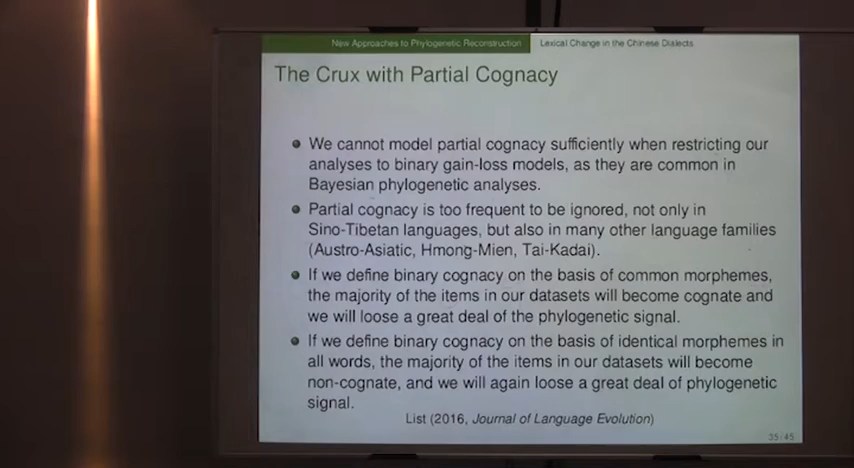 New Approaches to Phylogenetic Reconstruction Lexical Change in the Chinese Dialects
The Crux with Partial Cognacy
We cannot model partial cognacy sufficiently when restricting our
analyses to binary gain-loss models, as they are common in
Bayesian phylogenetic analyses.
Partial cognacy is too frequent to be ignored, not only in
Sino-Tibetan languages, but also in many other language families
(Austro-Asiatic, Hmong-Mien, Tai-Kadai).
If we define binary cognacy on the basis of common morphemes,
the majority of the items in our datasets will become cognate and
we will loose a great deal of the phylogenetic signal.
If we define binary cognacy on the basis of identical morphemes in
all words, the majority of the items in our datasets will become
non-cognate, and we will again loose a great deal of phylogenetic
signal.
List (2016, Journal of Language Evolution)
35/45